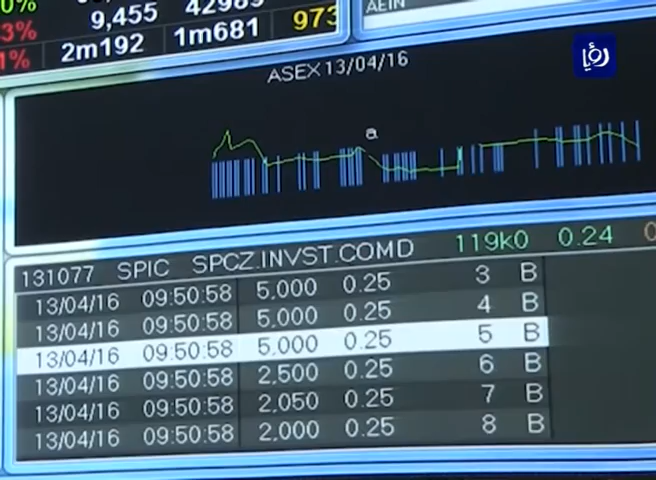 0%
9,455
3%
1%
2m192
1m681
973
AEIN
رؤيا
ASEX 13/04/16
a
131077 SPIC SPCZ.INVST.COMD 119k0 0.24
13/04/16 09:50:58 5,000 0.25 3 B
13/04/16 09:50:58 5,000 0.25 4 B
13/04/16 09:50:58 5,000 0.25 5 B
13/04/16 09:50:58 2,500 0.25 6 B
13/04/16 09:50:58 2,050 0.25 7 B
13/04/16 09:50:58 2,000 0.25 8 B